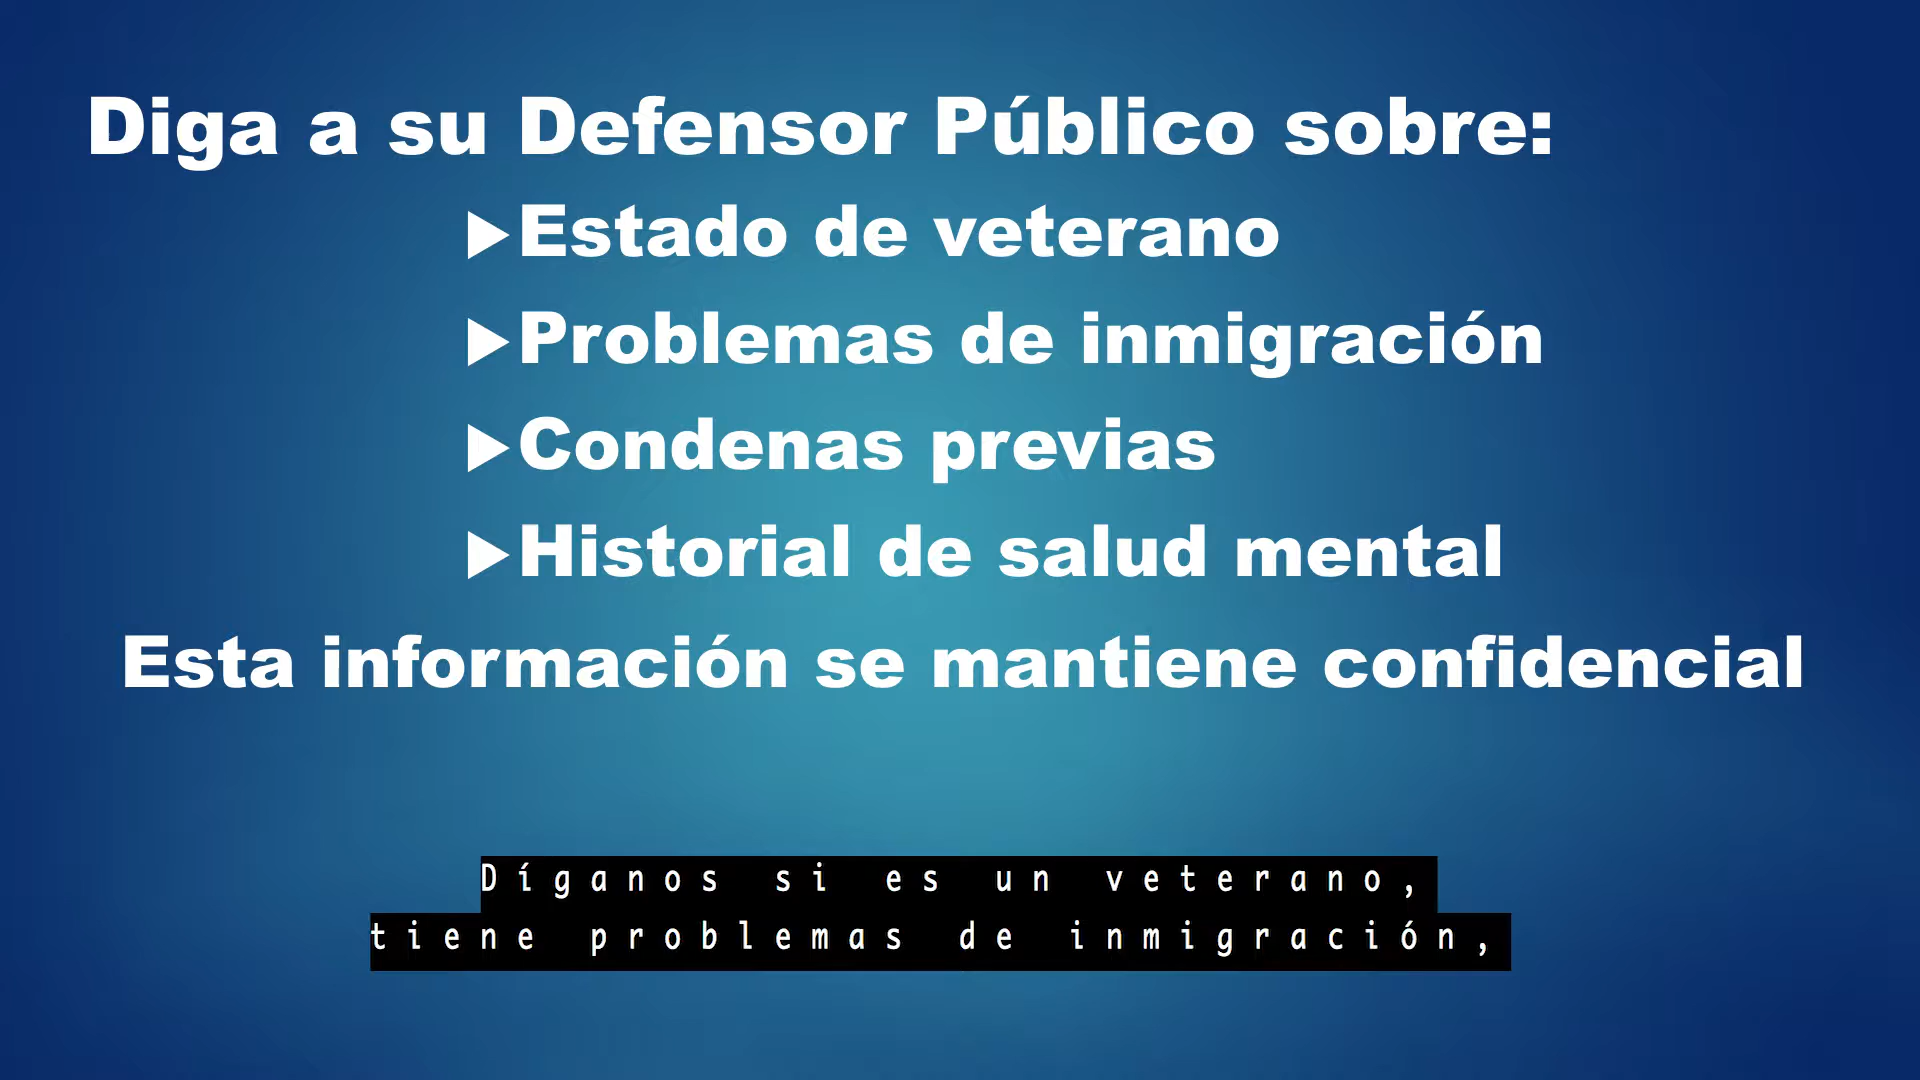 Diga a su Defensor Público sobre:
▶Estado de veterano
▶Problemas de inmigración
▶Condenas previas
▶Historial de salud mental
Esta información se mantiene confidencial
Díganos si es un veterano,
tiene problemas de inmigración,